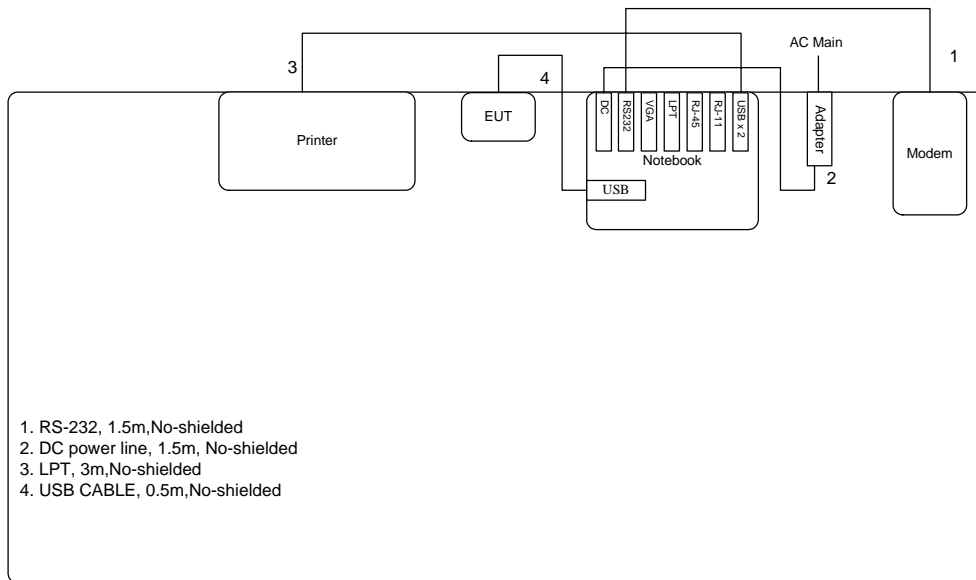 AC Main
1
3
4
DC
RS232
VGA
LPT
RJ-45
RJ-11
USB x 2
Adapter
EUT
Printer
Modem
Notebook
2
USB
1. RS-232, 1.5m,No-shielded
2. DC power line, 1.5m, No-shielded
3. LPT, 3m,No-shielded
4. USB CABLE, 0.5m,No-shielded